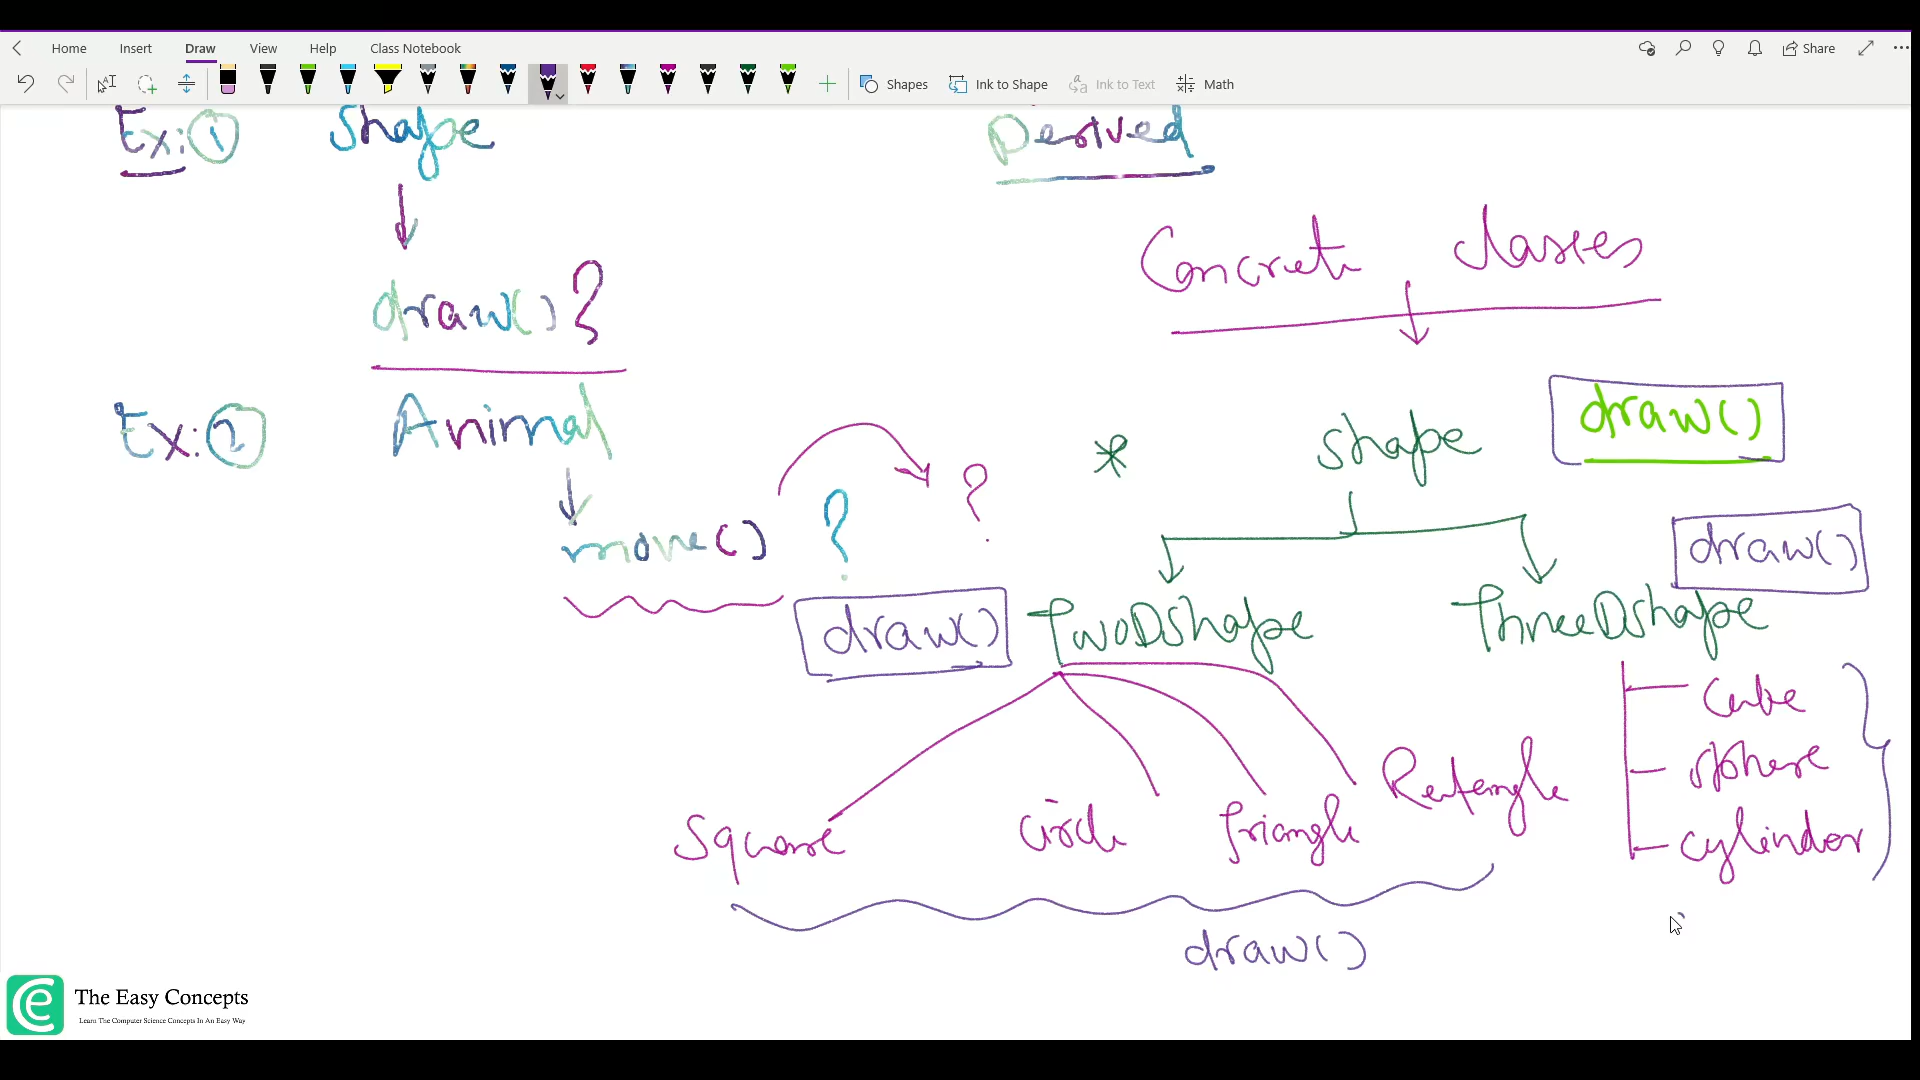 Home Insert Draw View Help Class Notebook
Share
Shapes Ink to Shape Ink to Text Math
Ex: 1 Shape
Derived
Concrete classes
draw() ?
Ex: 2 Animal
* shape draw()
?
move() ?
draw()
draw() TwoDshape ThreeDshape
Cube
Sphere
Cylinder
Square Circle Triangle Rectangle
draw()
The Easy Concepts
Learn The Computer Science Concepts In An Easy Way